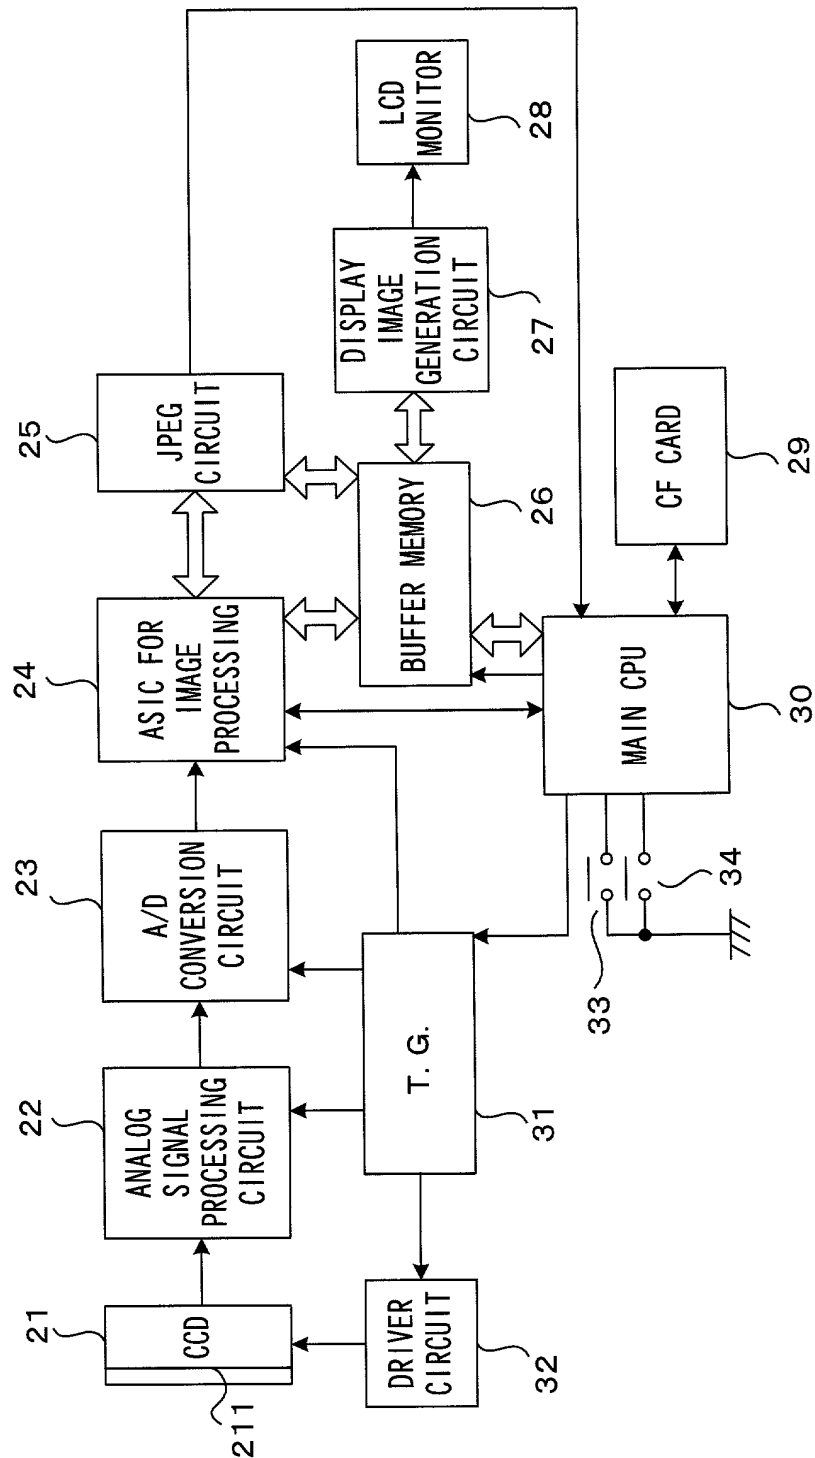 21
CCD
211
22
ANALOG
SIGNAL
PROCESSING
CIRCUIT
23
A/D
CONVERSION
CIRCUIT
24
ASIC FOR
IMAGE
PROCESSING
25
JPEG
CIRCUIT
DRIVER
CIRCUIT
32
T. G.
31
BUFFER MEMORY
26
DISPLAY
IMAGE
GENERATION
CIRCUIT
27
LCD
MONITOR
28
33
34
MAIN CPU
30
CF CARD
29